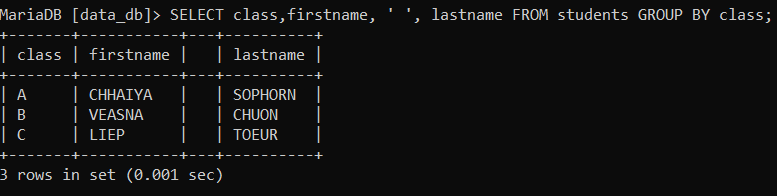 MariaDB [data_db]> SELECT class,firstname, ' ', lastname FROM students GROUP BY class;
+-------+-----------+---+----------+
| class | firstname |   | lastname |
+-------+-----------+---+----------+
| A     | CHHAIYA   |   | SOPHORN  |
| B     | VEASNA    |   | CHUON    |
| C     | LIEP      |   | TOEUR    |
+-------+-----------+---+----------+
3 rows in set (0.001 sec)